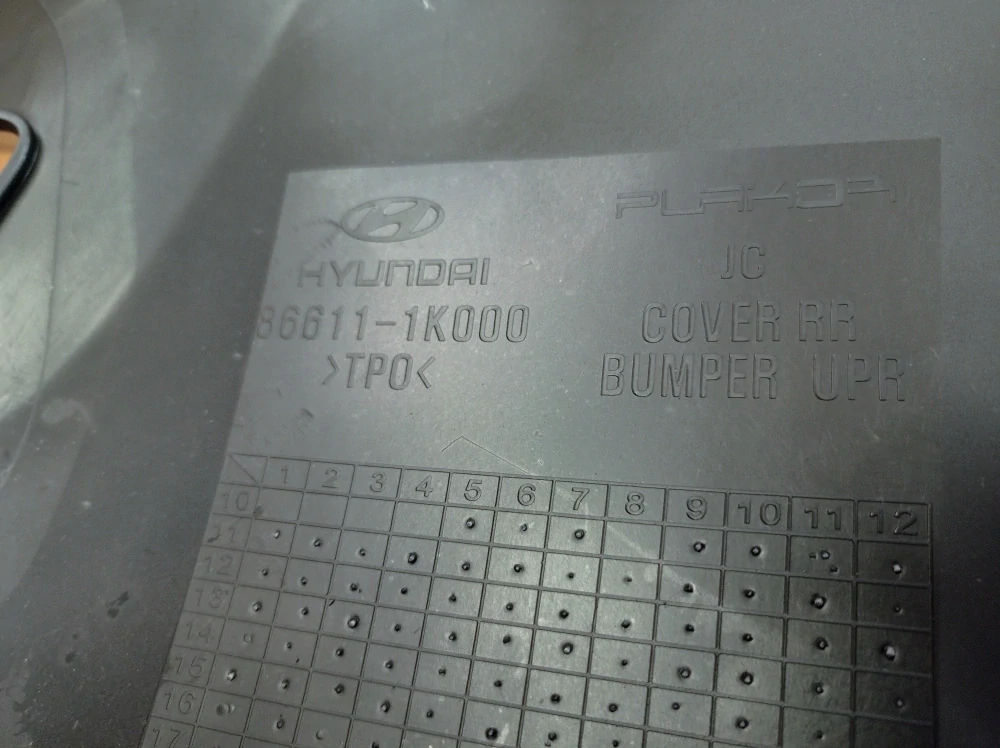 HYUNDAI
86611-1K000
>TPO<
PLAKOR
JC
COVER RR
BUMPER UPR
1 2 3 4 5 6 7 8 9 10 11 12
10
11
12
13
14
15
16
17